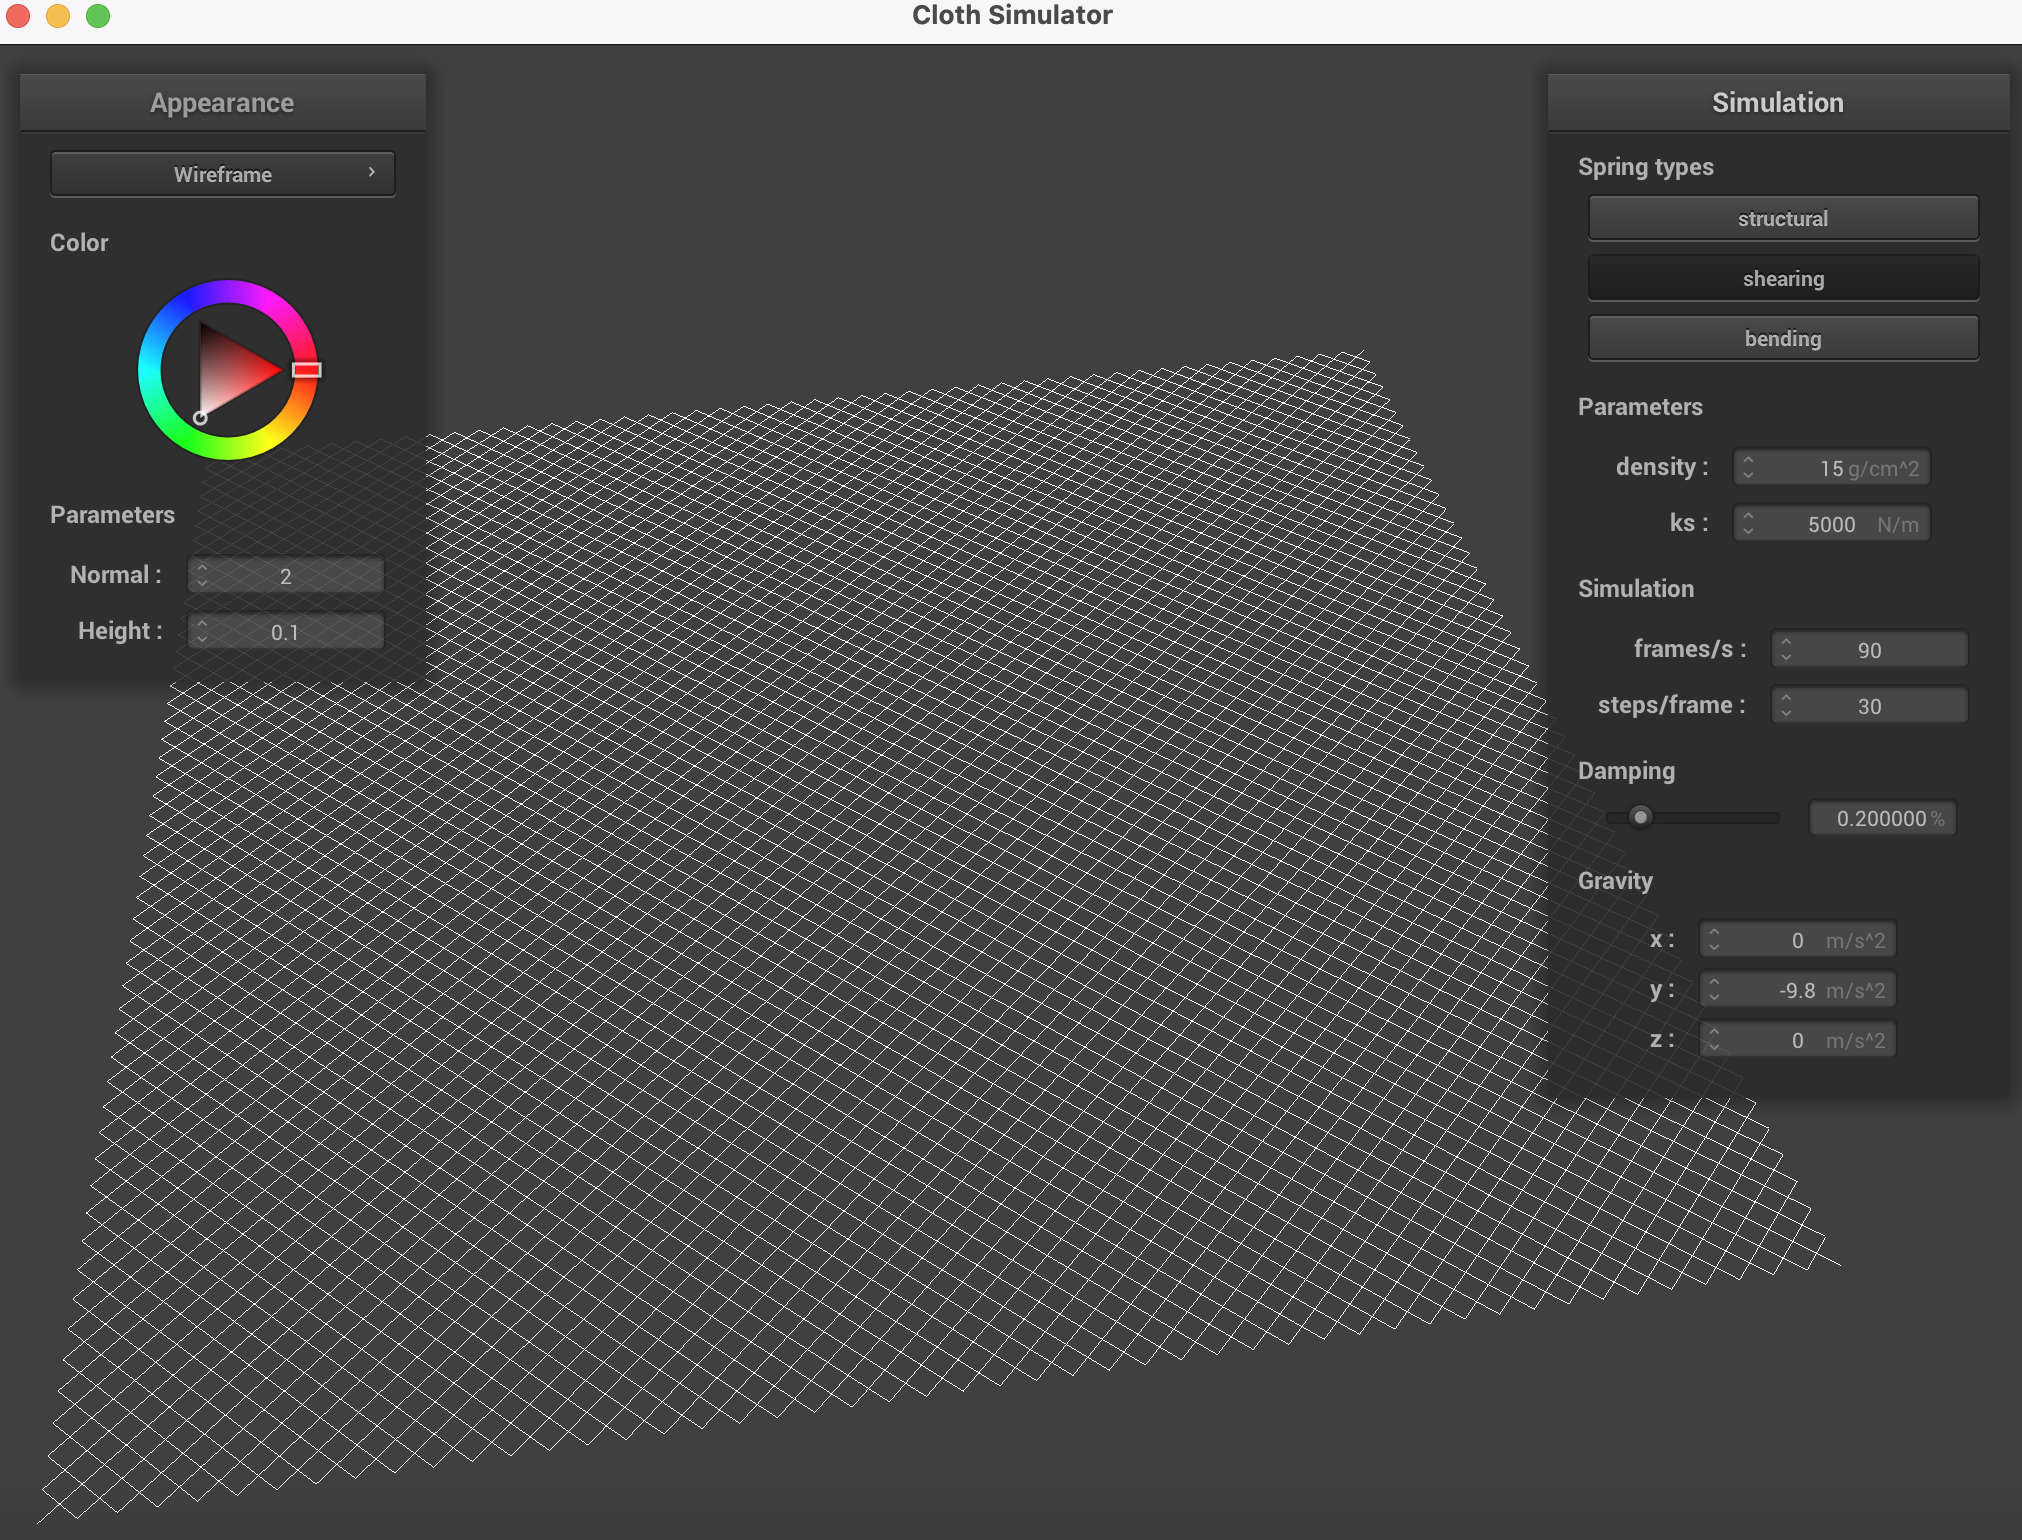 Cloth Simulator
Appearance
Wireframe
Color
Parameters
Normal : 2
Height : 0.1
Simulation
Spring types
structural
shearing
bending
Parameters
density : 15 g/cm^2
ks : 5000 N/m
Simulation
frames/s : 90
steps/frame : 30
Damping
0.200000 %
Gravity
x : 0 m/s^2
y : -9.8 m/s^2
z : 0 m/s^2